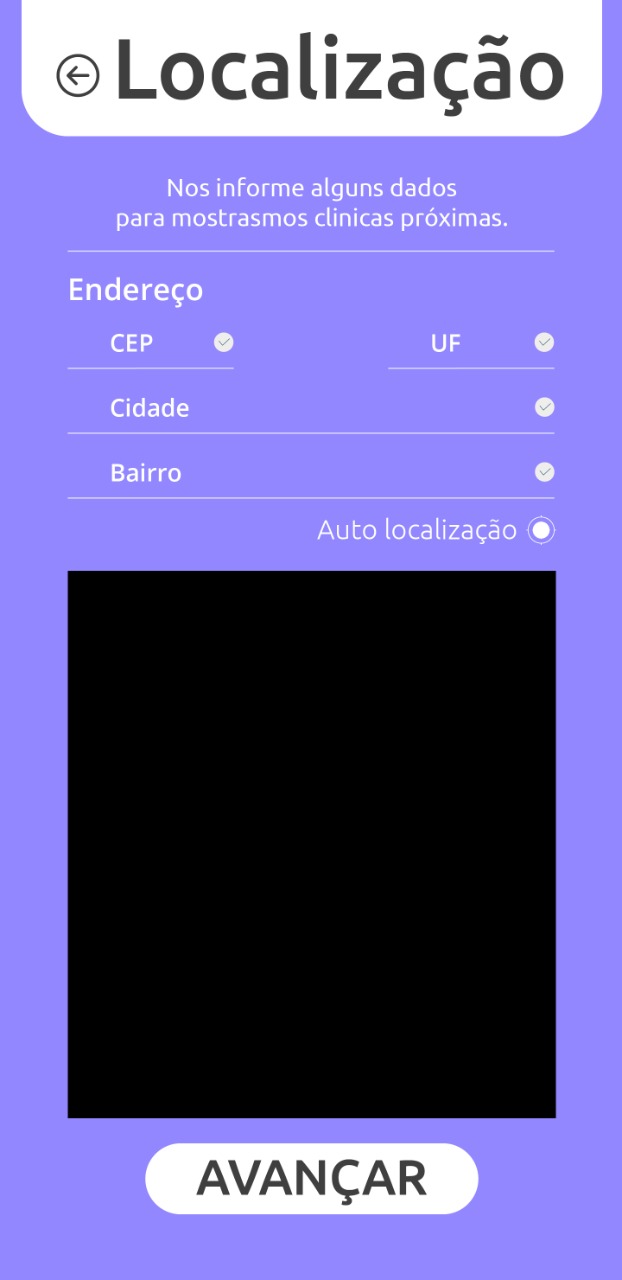 Localização
Nos informe alguns dados
para mostrasmos clinicas próximas.
Endereço
CEP
UF
Cidade
Bairro
Auto localização
AVANÇAR